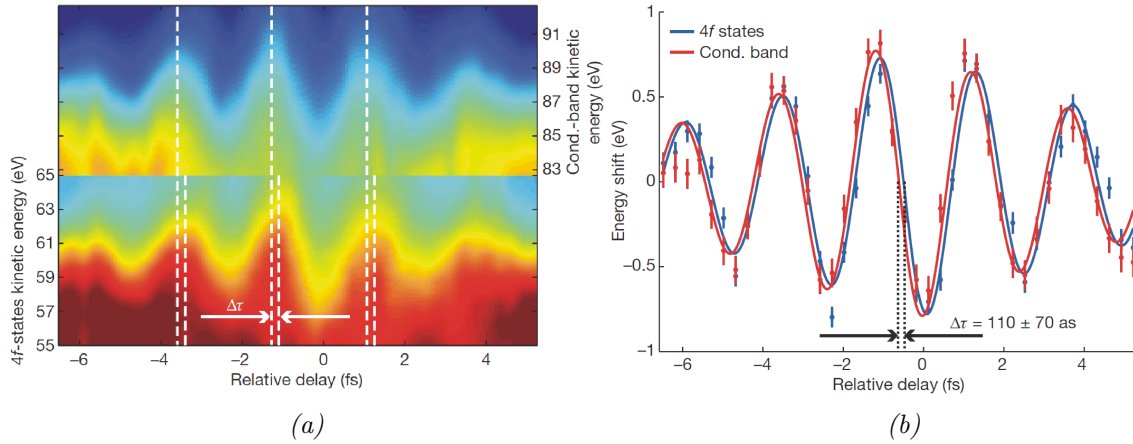 91
89
87
85
83
Cond.-band kinetic
energy (eV)
65
63
61
59
57
55
4f-states kinetic energy (eV)
Δτ
−6
−4
−2
0
2
4
Relative delay (fs)
(a)
4f states
Cond. band
1
0.5
0
−0.5
−1
Energy shift (eV)
Δτ = 110 ± 70 as
−6
−4
−2
0
2
4
Relative delay (fs)
(b)